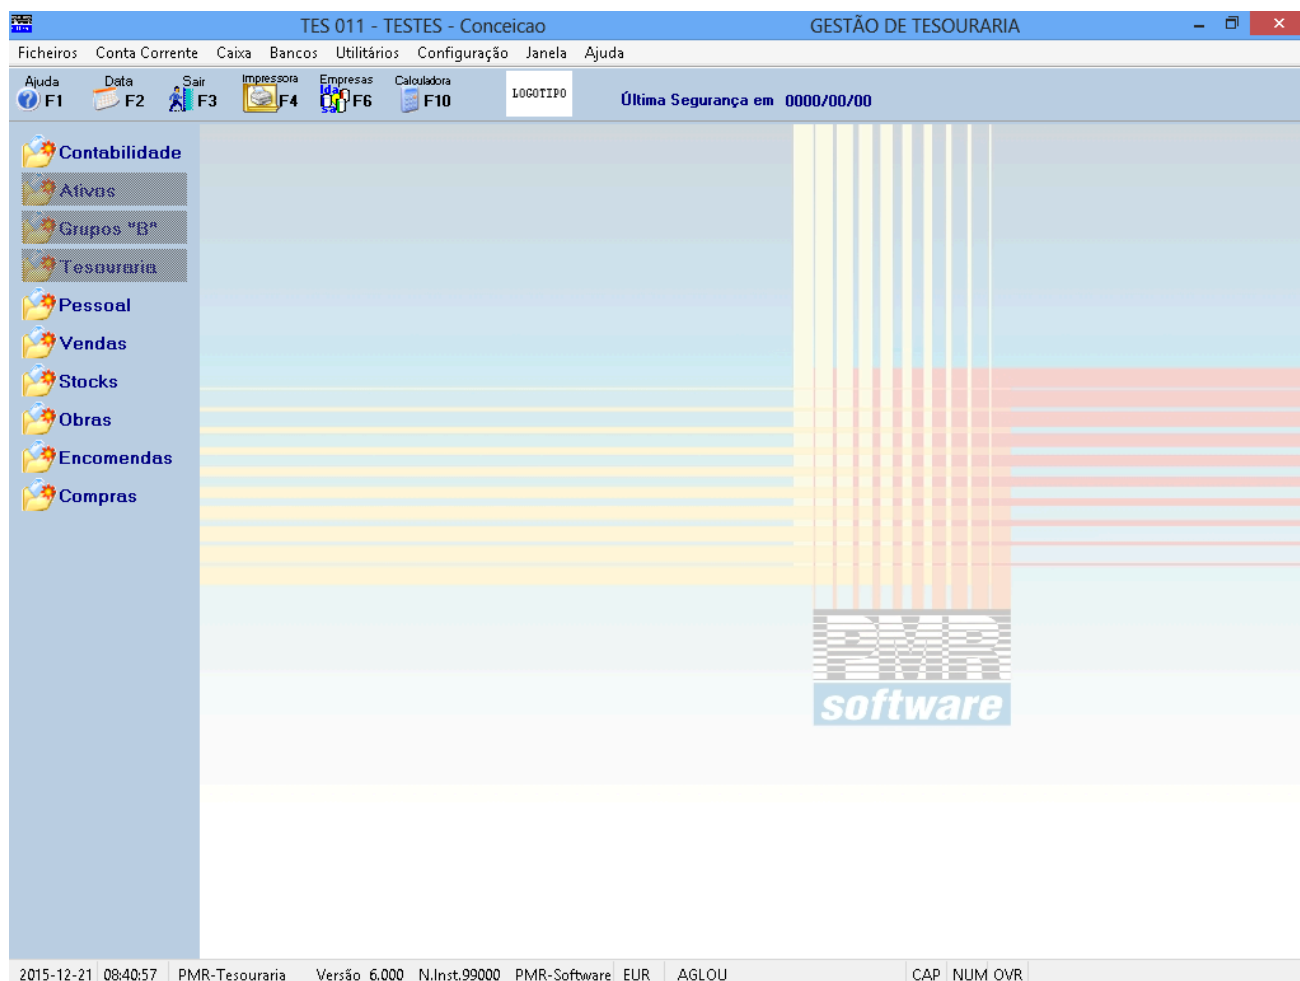 TES 011 - TESTES - Conceicao GESTÃO DE TESOURARIA
Ficheiros Conta Corrente Caixa Bancos Utilitários Configuração Janela Ajuda
Ajuda F1 Data F2 Sair F3 Impressora F4 Empresas F6 Calculadora F10 LOGOTIPO Última Segurança em 0000/00/00
Contabilidade
Ativos
Grupos "B"
Tesouraria
Pessoal
Vendas
Stocks
Obras
Encomendas
Compras
PMR
software
2015-12-21 08:40:57 PMR-Tesouraria Versão 6.000 N.Inst.99000 PMR-Software EUR AGLOU CAP NUM OVR